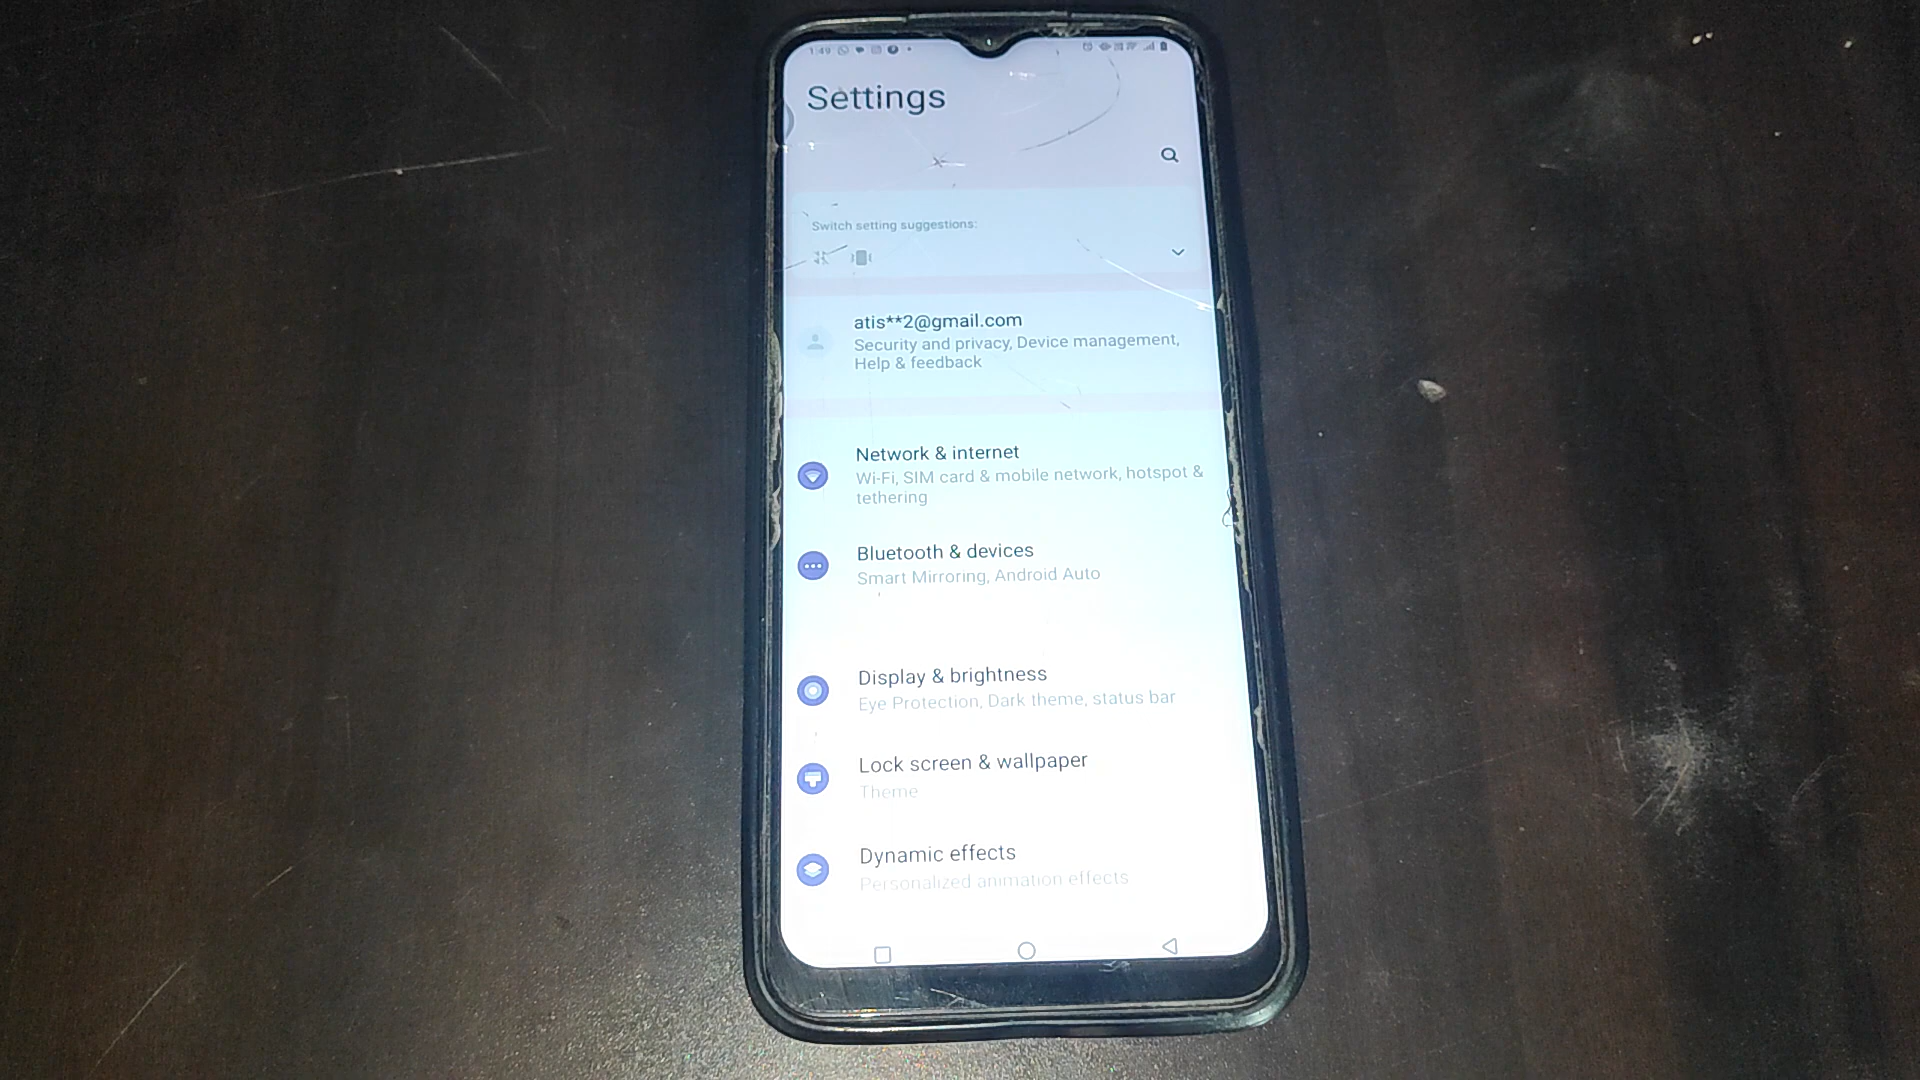 1:49
Settings
Switch setting suggestions:
atis**2@gmail.com
Security and privacy, Device management,
Help & feedback
Network & internet
Wi-Fi, SIM card & mobile network, hotspot &
tethering
Bluetooth & devices
Smart Mirroring, Android Auto
Display & brightness
Eye Protection, Dark theme, status bar
Lock screen & wallpaper
Theme
Dynamic effects
Personalized animation effects